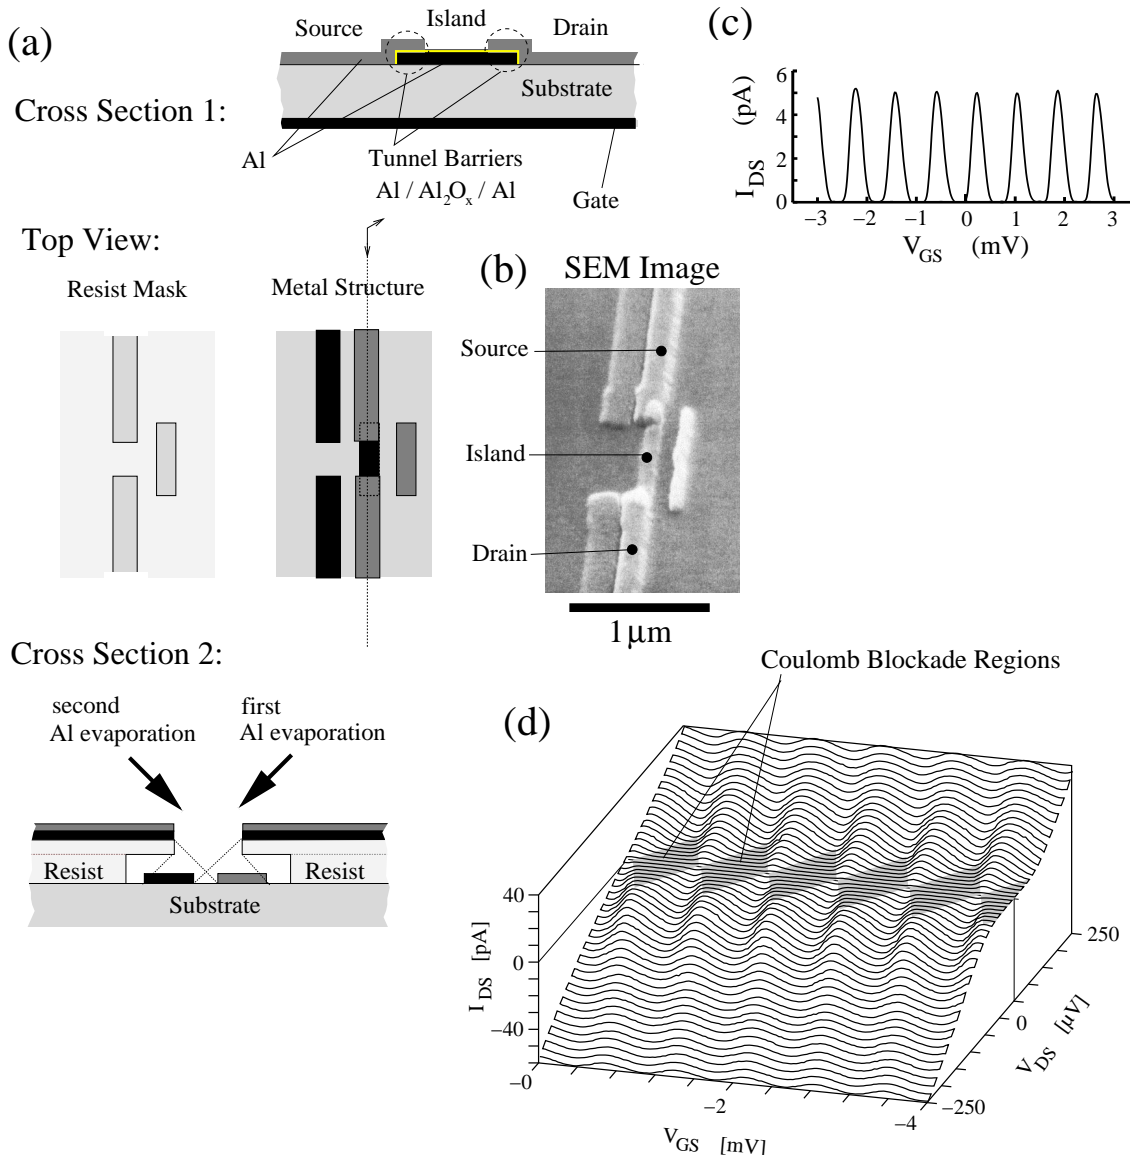 (a)
Source
Island
Drain
Substrate
Cross Section 1:
Al
Tunnel Barriers
Al / Al2Ox / Al
Gate
(c)
IDS (pA)
6
4
2
0
−3
−2
−1
0
1
2
3
VGS (mV)
Top View:
Resist Mask
Metal Structure
(b)
SEM Image
Source
Island
Drain
1 μm
Cross Section 2:
second
Al evaporation
first
Al evaporation
Resist
Resist
Substrate
(d)
Coulomb Blockade Regions
IDS [pA]
40
0
−40
−0
−2
−4
VGS [mV]
−250
0
250
VDS [μV]